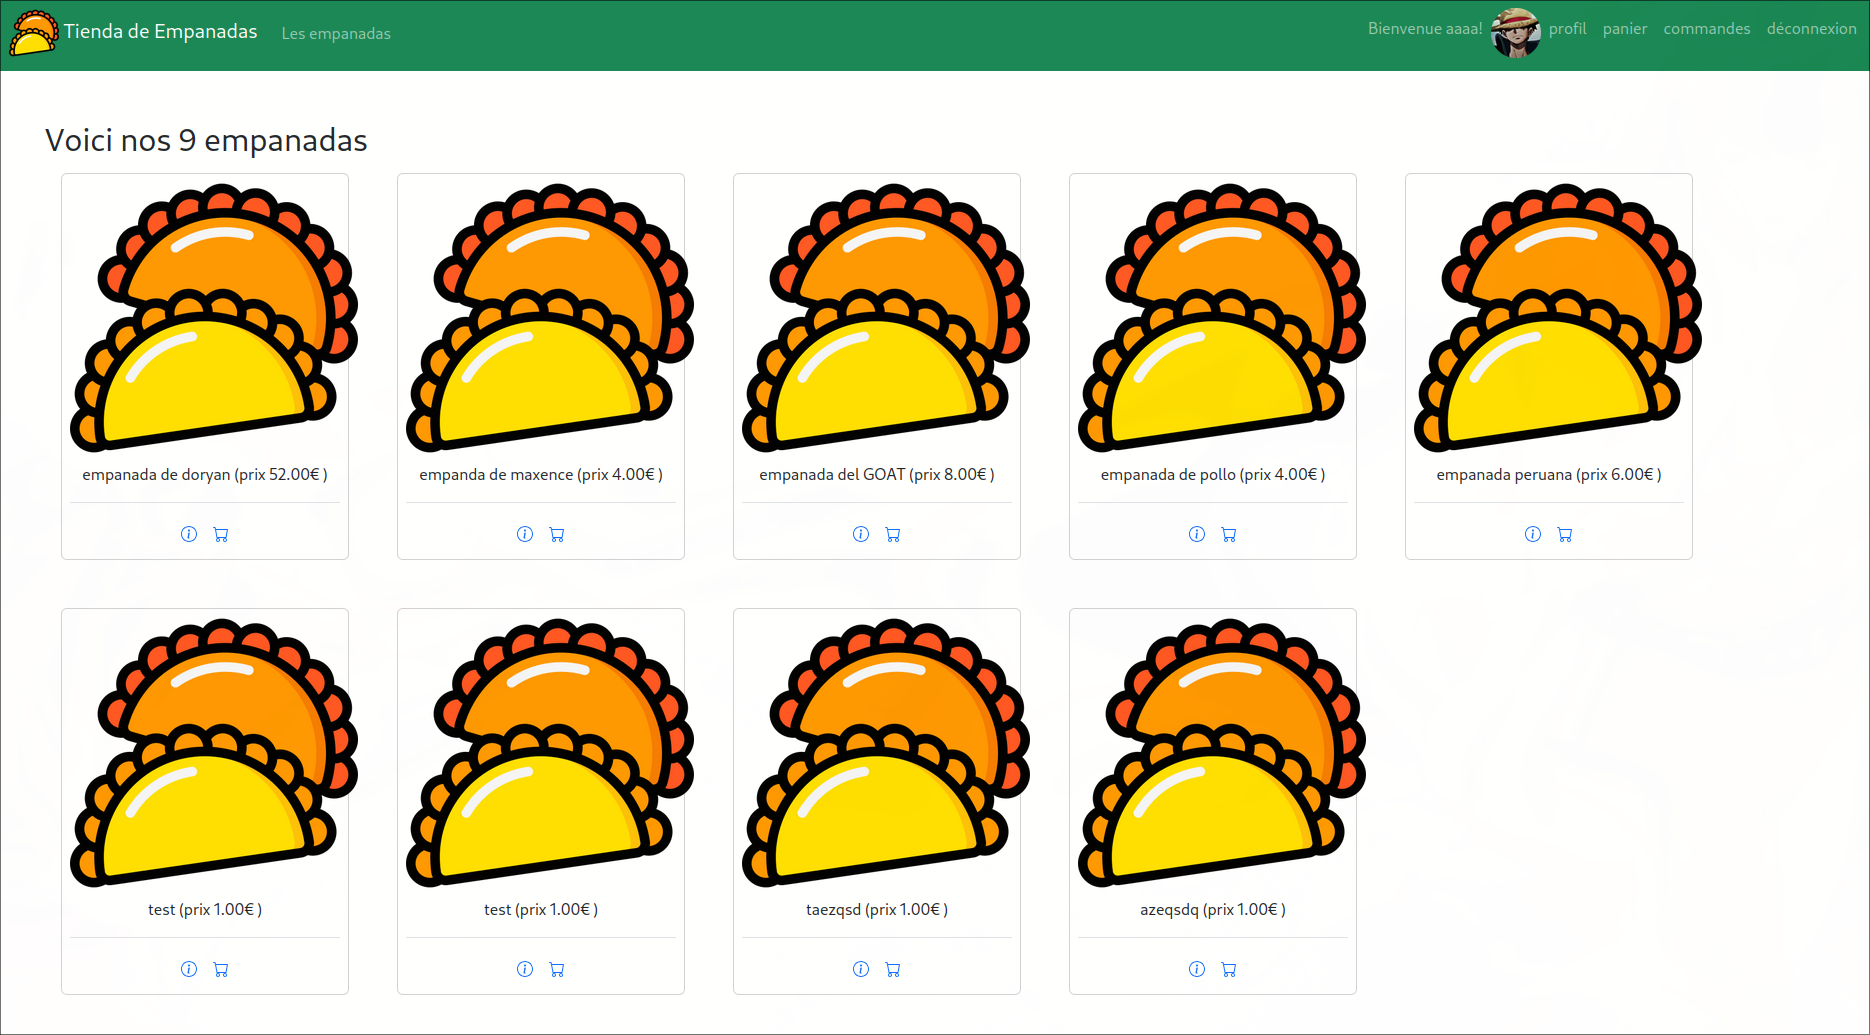 Tienda de Empanadas Les empanadas Bienvenue aaaa! profil panier commandes déconnexion
Voici nos 9 empanadas
empanada de doryan (prix 52.00€ )
empanda de maxence (prix 4.00€ )
empanada del GOAT (prix 8.00€ )
empanada de pollo (prix 4.00€ )
empanada peruana (prix 6.00€ )
test (prix 1.00€ )
test (prix 1.00€ )
taezqsd (prix 1.00€ )
azeqsdq (prix 1.00€ )